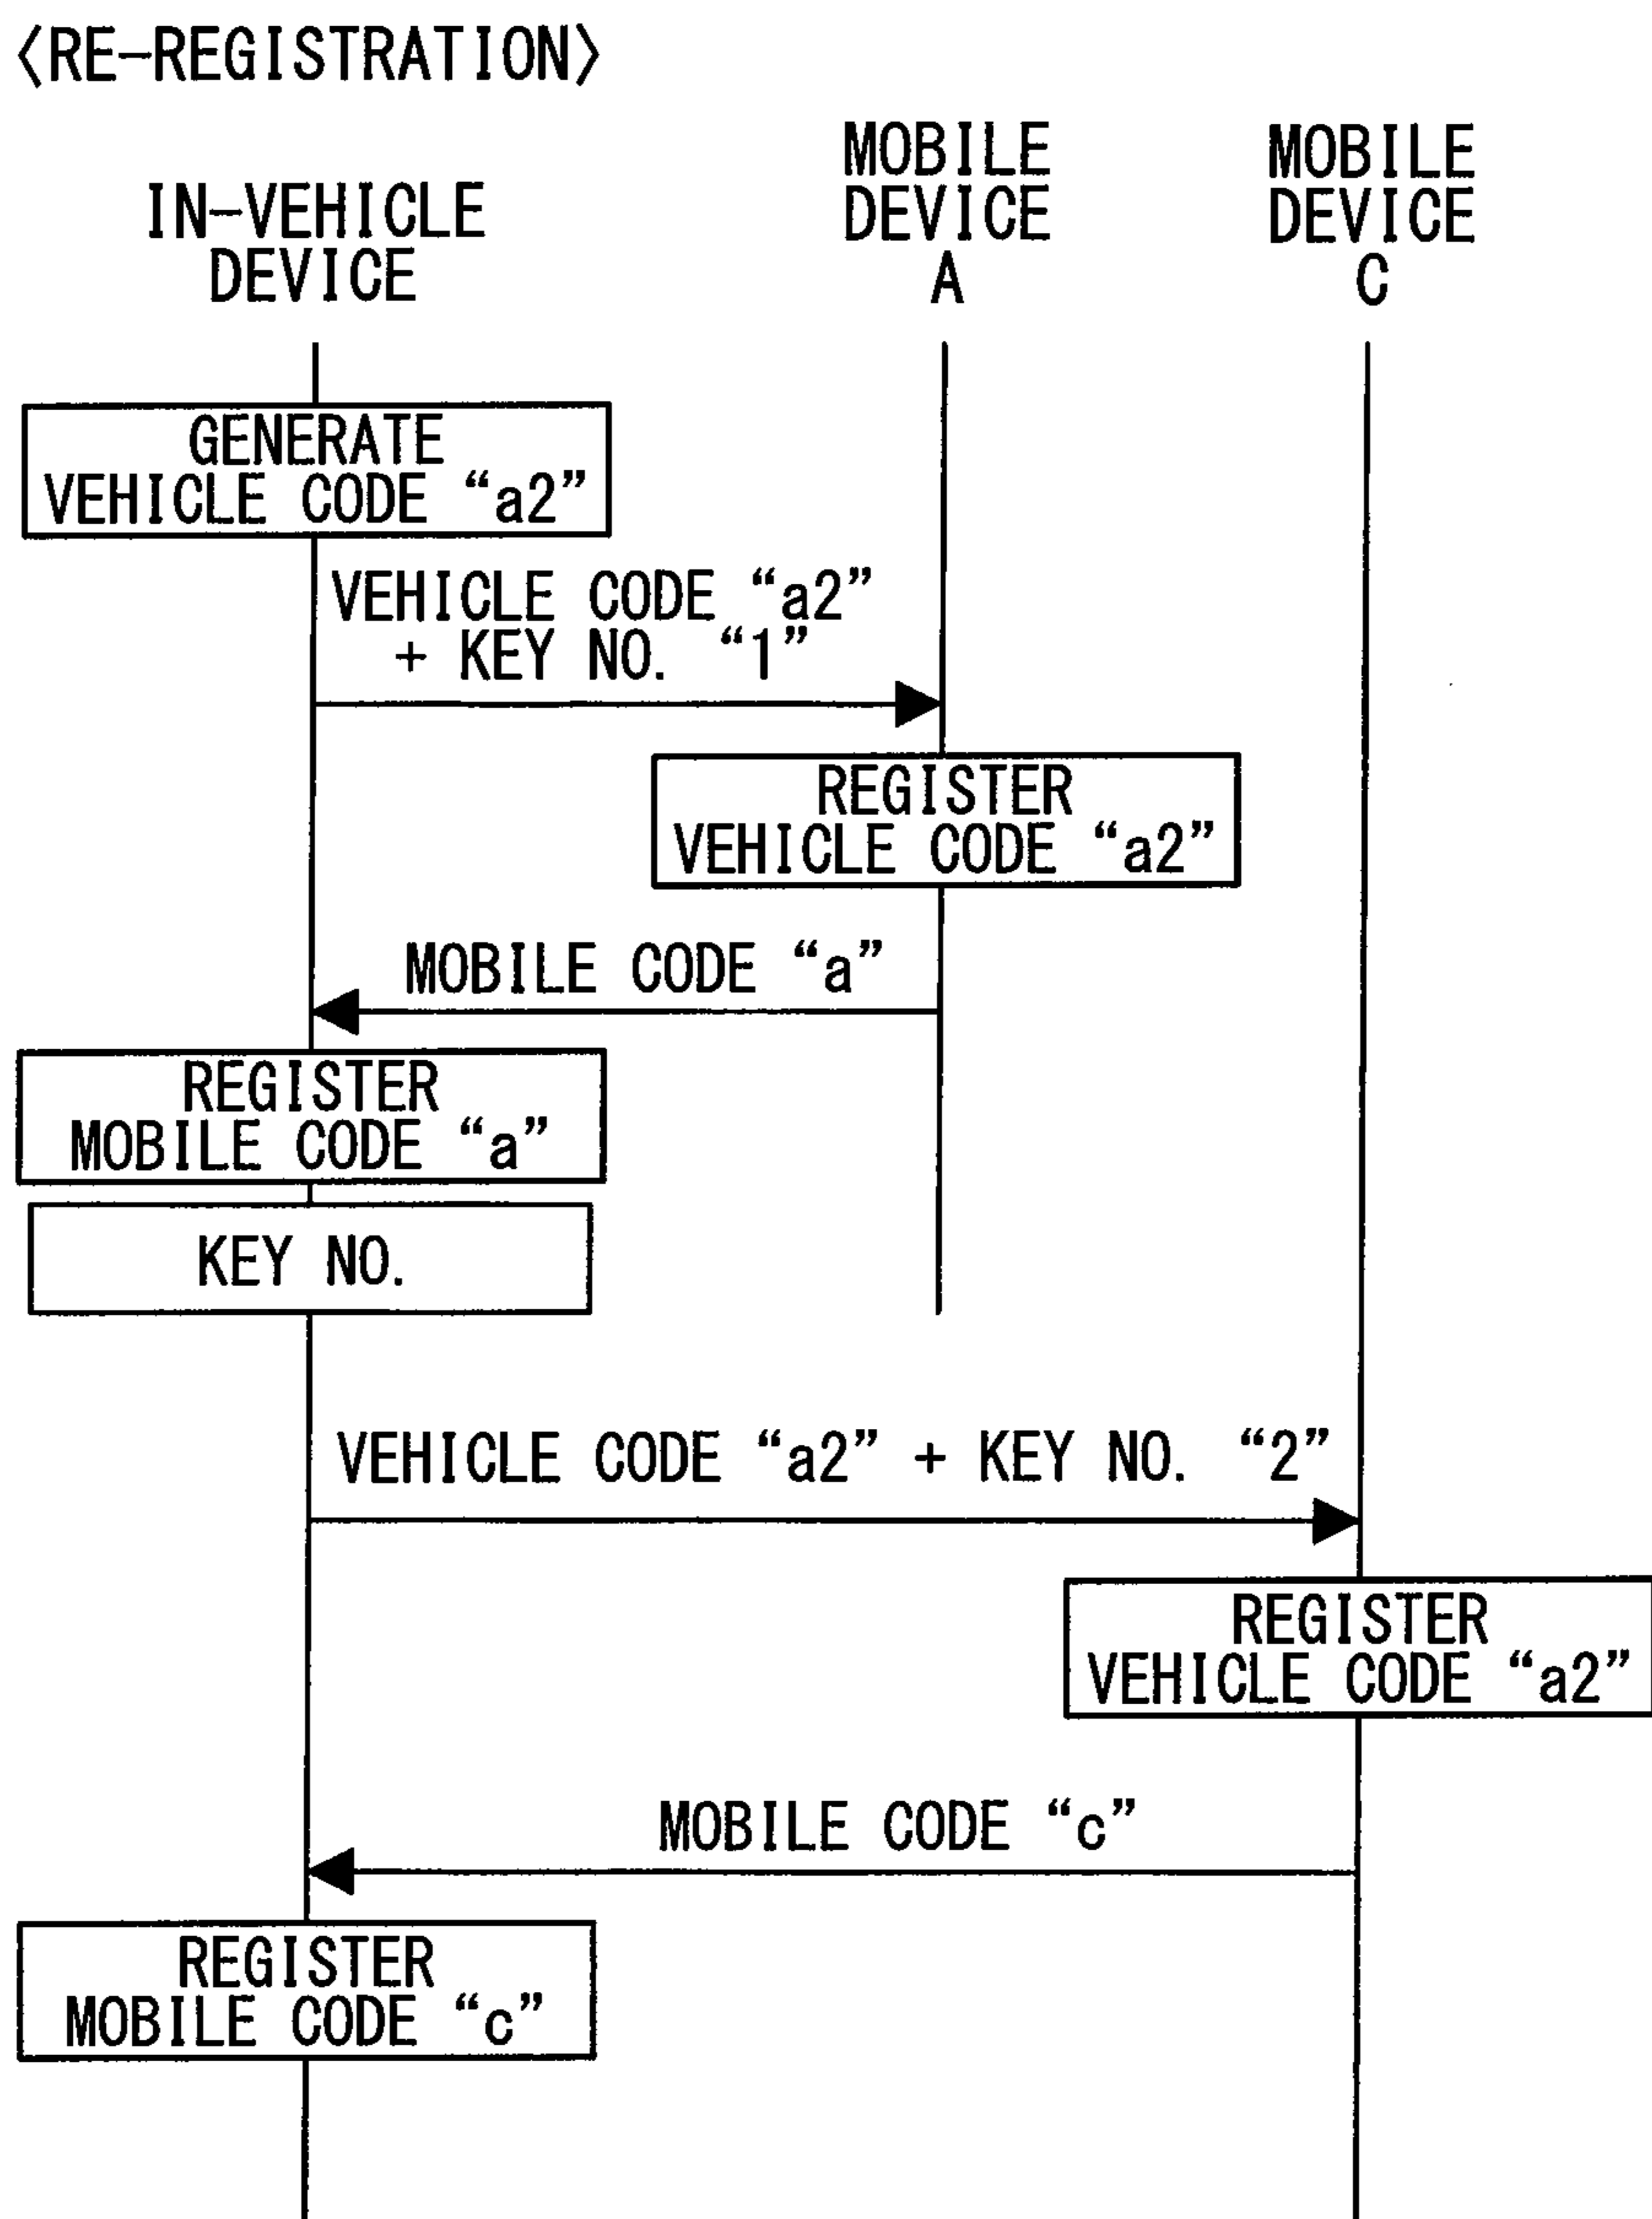 〈RE-REGISTRATION〉
IN-VEHICLE
DEVICE
MOBILE
DEVICE
A
MOBILE
DEVICE
C
GENERATE
VEHICLE CODE “a2”
VEHICLE CODE “a2”
+ KEY NO. “1”
REGISTER
VEHICLE CODE “a2”
MOBILE CODE “a”
REGISTER
MOBILE CODE “a”
KEY NO.
VEHICLE CODE “a2” + KEY NO. “2”
REGISTER
VEHICLE CODE “a2”
MOBILE CODE “c”
REGISTER
MOBILE CODE “c”